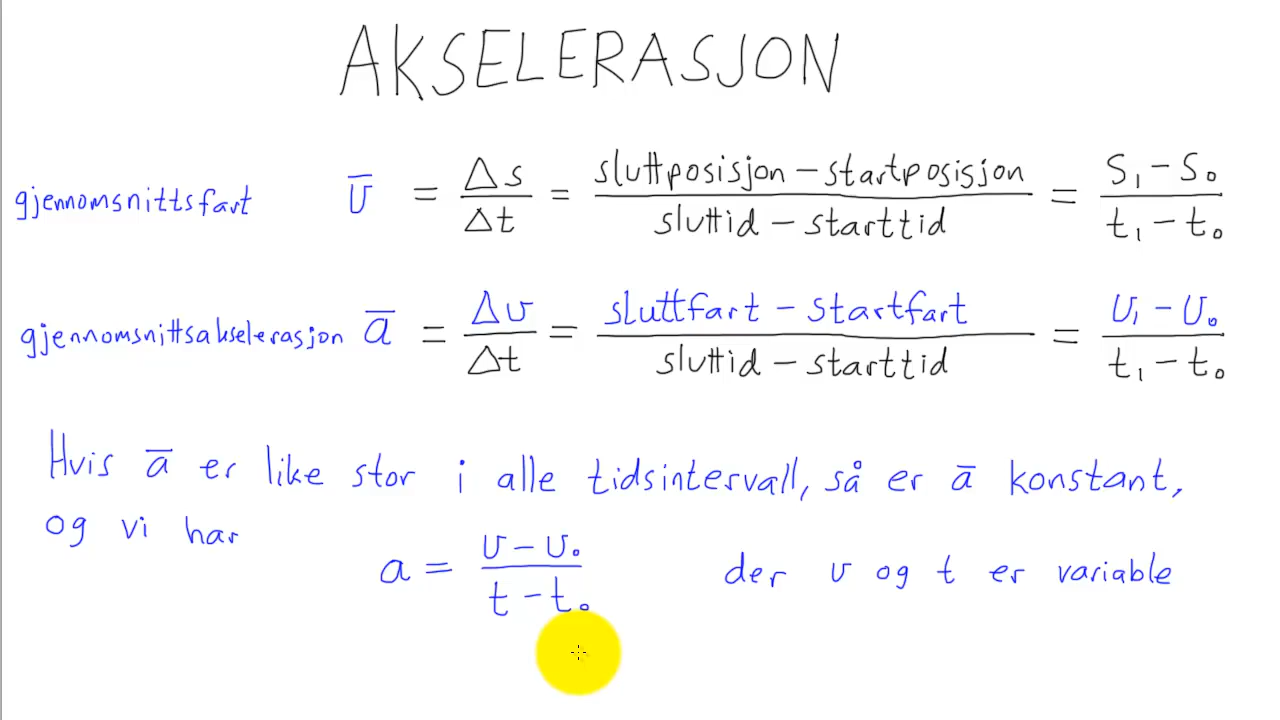 AKSELERASJON
gjennomsnittsfart v̅ = Δs/Δt = sluttposisjon − startposisjon / sluttid − starttid = s₁ − s₀ / t₁ − t₀
gjennomsnittsakselerasjon a̅ = Δv/Δt = sluttfart − startfart / sluttid − starttid = v₁ − v₀ / t₁ − t₀
Hvis a̅ er like stor i alle tidsintervall, så er a̅ konstant,
og vi har
a = v − v₀ / t − t₀ der v og t er variable